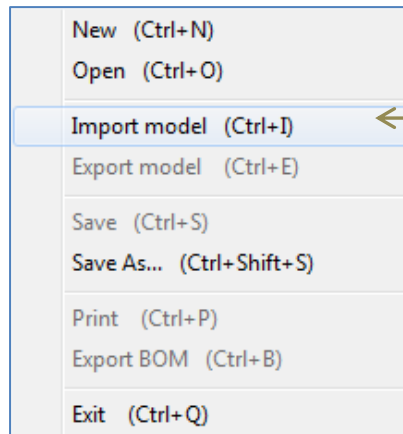 New (Ctrl+N)
Open (Ctrl+O)
Import model (Ctrl+I)
Export model (Ctrl+E)
Save (Ctrl+S)
Save As... (Ctrl+Shift+S)
Print (Ctrl+P)
Export BOM (Ctrl+B)
Exit (Ctrl+Q)